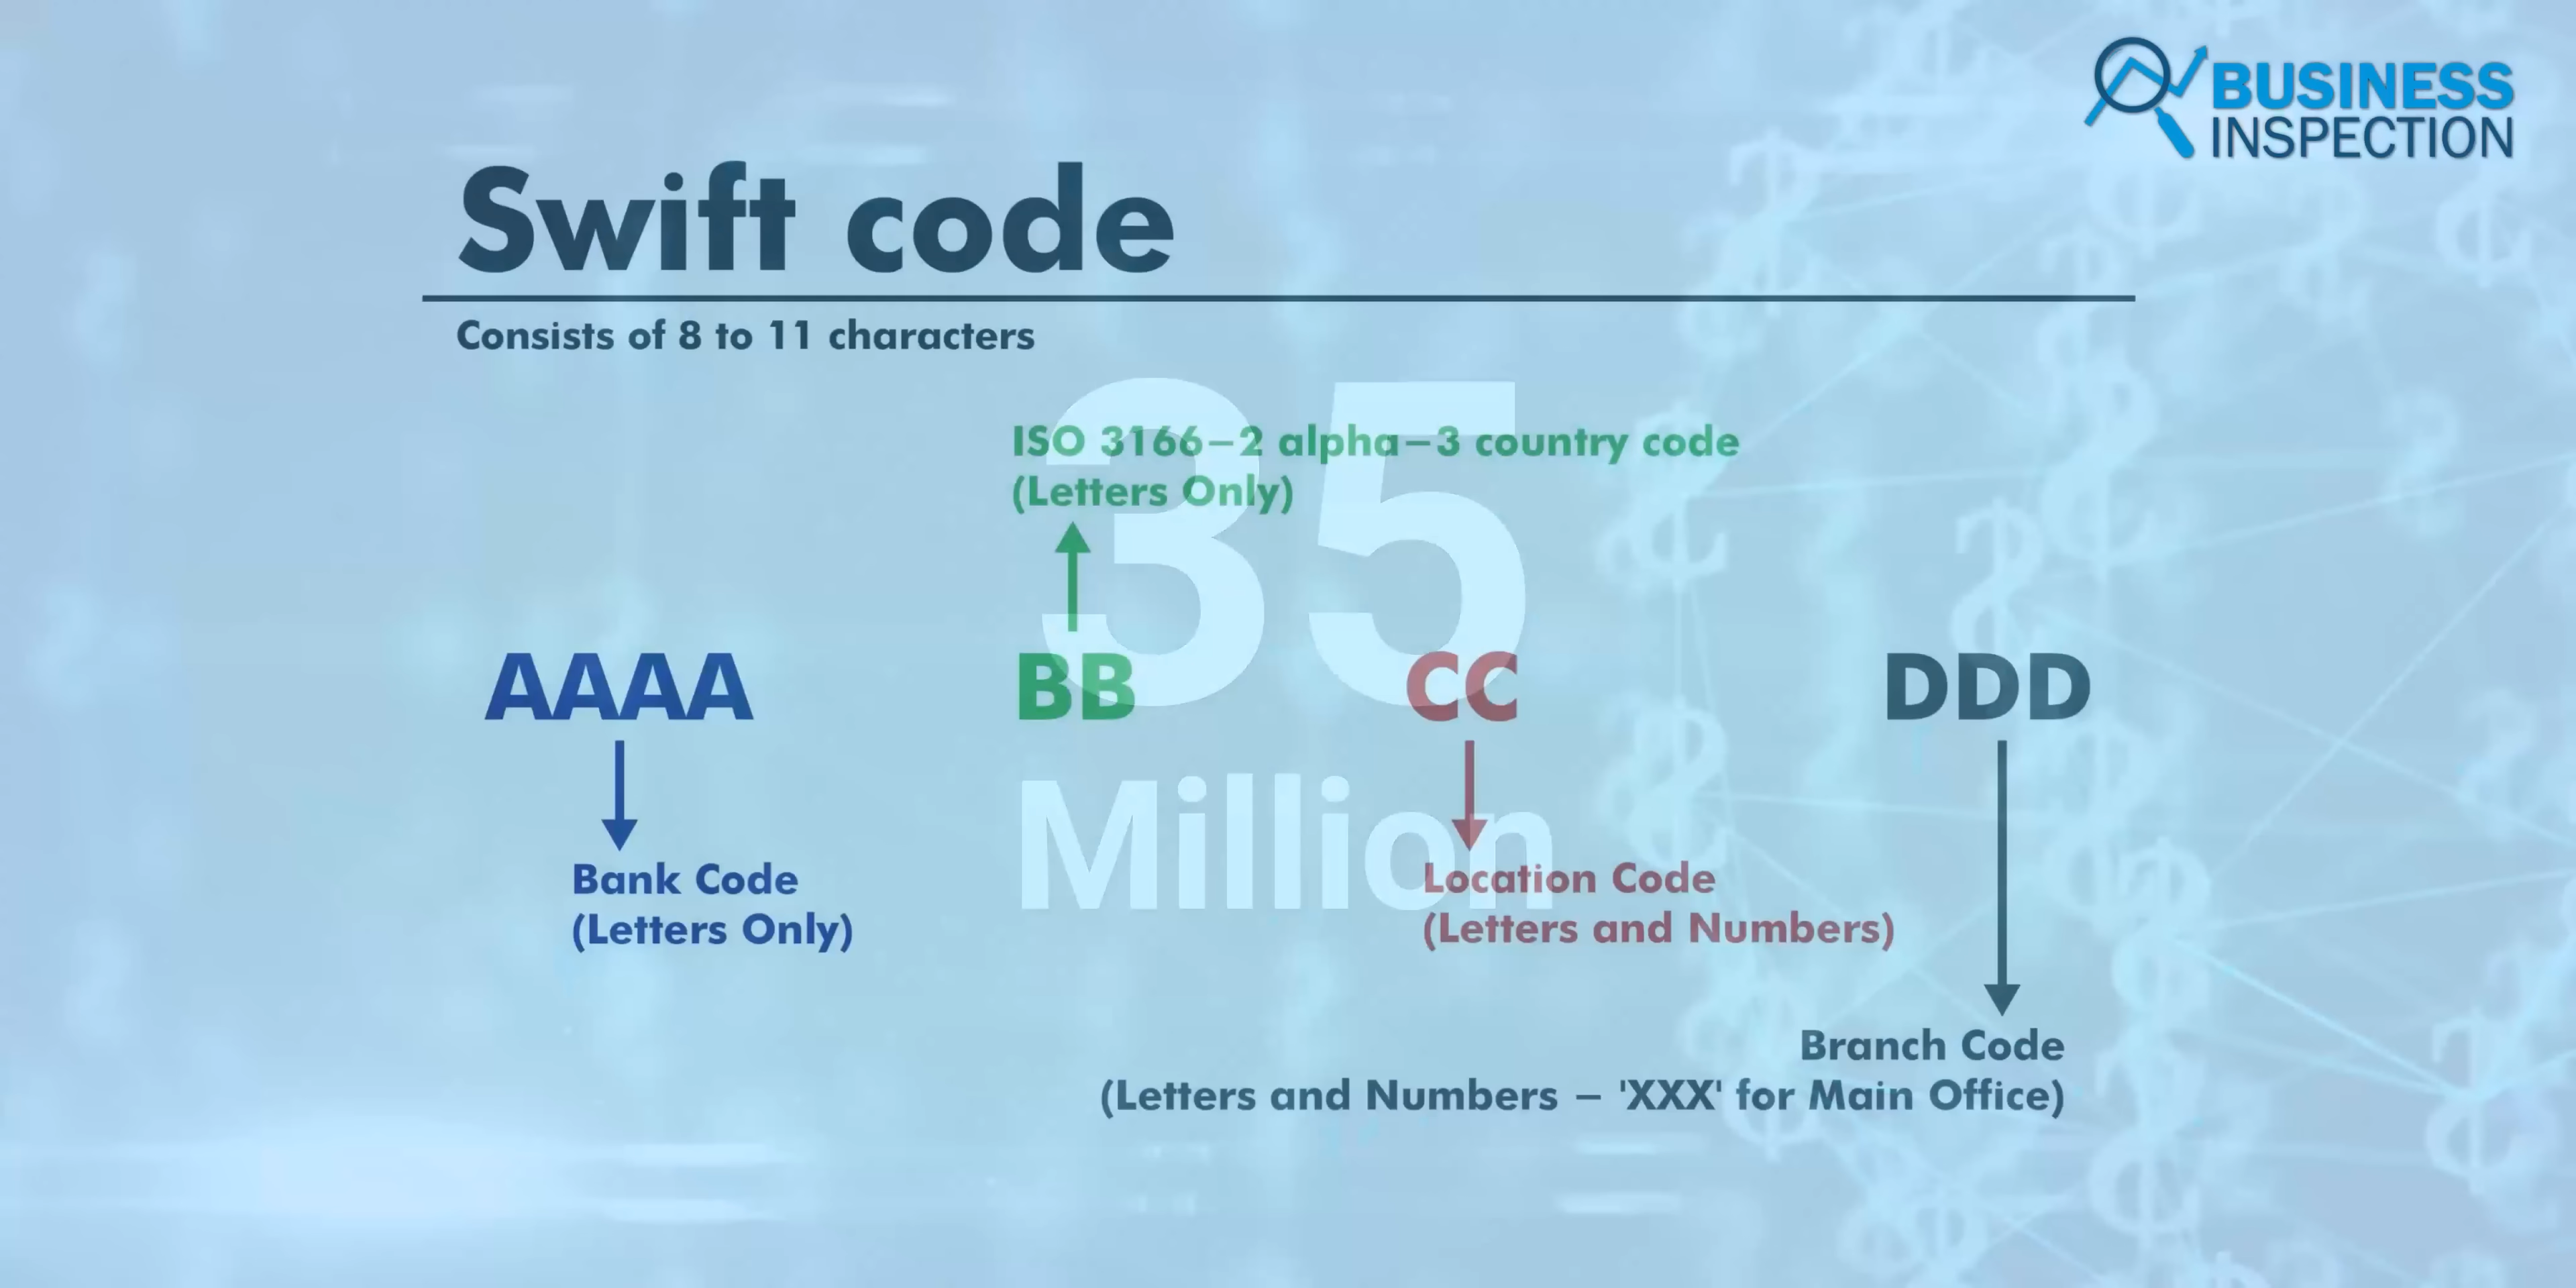 BUSINESS
INSPECTION
Swift code
Consists of 8 to 11 characters
35
Million
ISO 3166–2 alpha–3 country code
(Letters Only)
AAAA BB CC DDD
Bank Code
(Letters Only)
Location Code
(Letters and Numbers)
Branch Code
(Letters and Numbers – 'XXX' for Main Office)